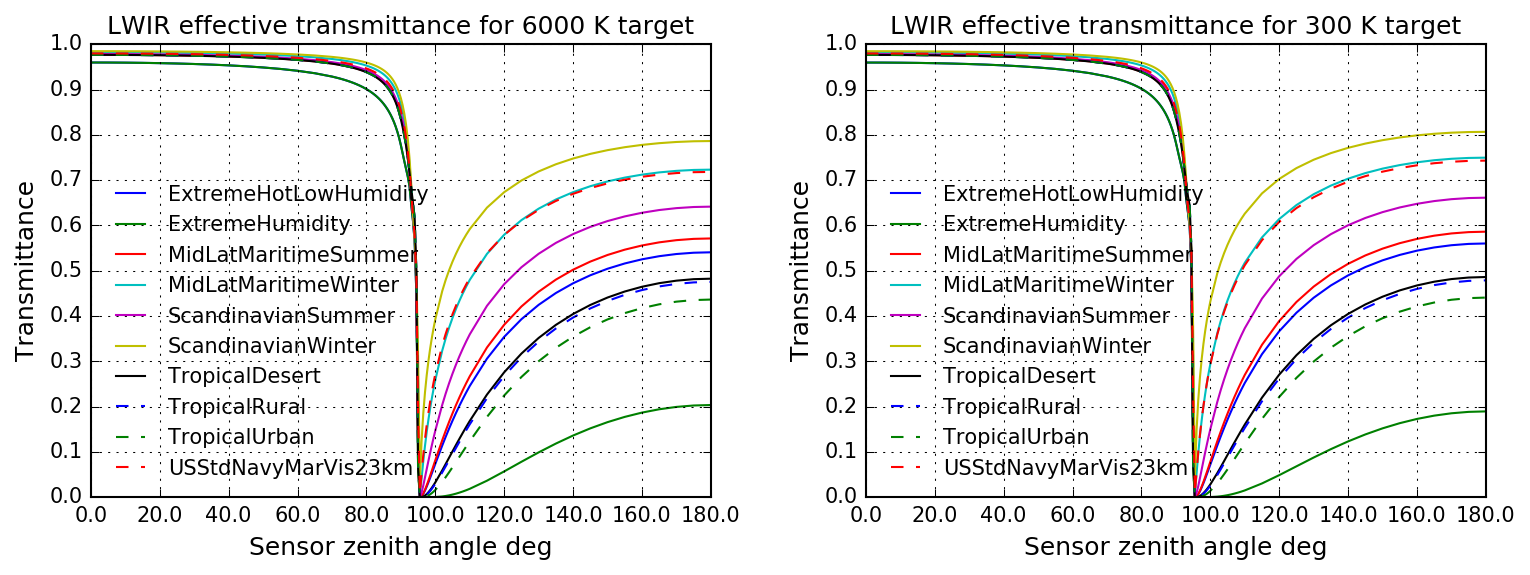 LWIR effective transmittance for 6000 K target
1.0
0.9
0.8
0.7
0.6
0.5
0.4
0.3
0.2
0.1
0.0
Transmittance
ExtremeHotLowHumidity
ExtremeHumidity
MidLatMaritimeSummer
MidLatMaritimeWinter
ScandinavianSummer
ScandinavianWinter
TropicalDesert
TropicalRural
TropicalUrban
USStdNavyMarVis23km
0.0 20.0 40.0 60.0 80.0 100.0 120.0 140.0 160.0 180.0
Sensor zenith angle deg
LWIR effective transmittance for 300 K target
1.0
0.9
0.8
0.7
0.6
0.5
0.4
0.3
0.2
0.1
0.0
Transmittance
ExtremeHotLowHumidity
ExtremeHumidity
MidLatMaritimeSummer
MidLatMaritimeWinter
ScandinavianSummer
ScandinavianWinter
TropicalDesert
TropicalRural
TropicalUrban
USStdNavyMarVis23km
0.0 20.0 40.0 60.0 80.0 100.0 120.0 140.0 160.0 180.0
Sensor zenith angle deg